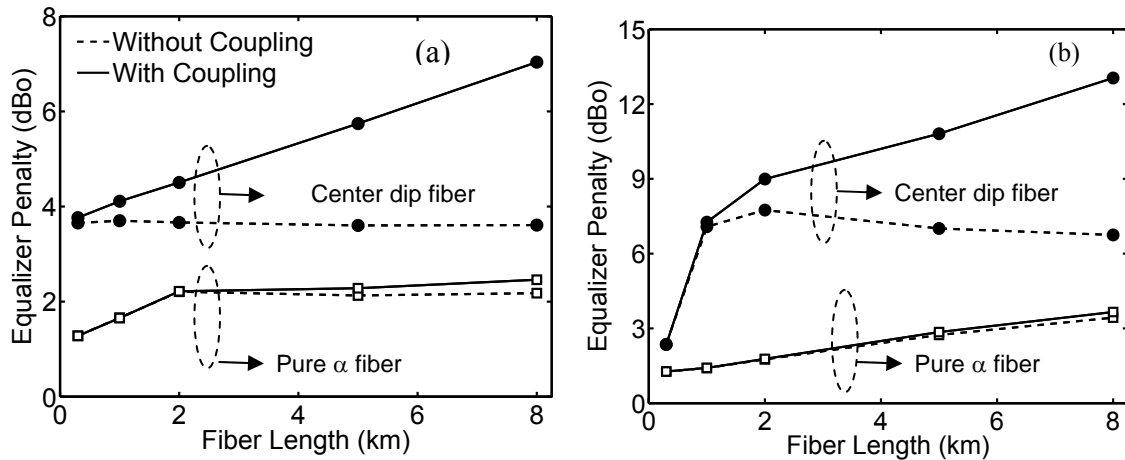 8
6
4
2
0
Equalizer Penalty (dBo)
Without Coupling
With Coupling
(a)
Center dip fiber
Pure α fiber
0 2 4 6 8
Fiber Length (km)
15
12
9
6
3
0
Equalizer Penalty (dBo)
(b)
Center dip fiber
Pure α fiber
0 2 4 6 8
Fiber Length (km)